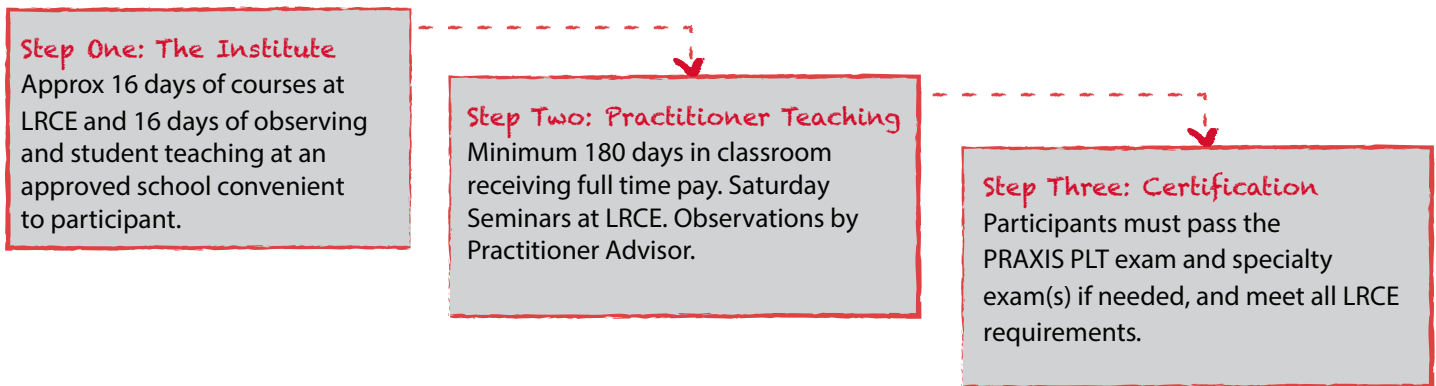 Step One: The Institute
Approx 16 days of courses at
LRCE and 16 days of observing
and student teaching at an
approved school convenient
to participant.
Step Two: Practitioner Teaching
Minimum 180 days in classroom
receiving full time pay. Saturday
Seminars at LRCE. Observations by
Practitioner Advisor.
Step Three: Certification
Participants must pass the
PRAXIS PLT exam and specialty
exam(s) if needed, and meet all LRCE
requirements.